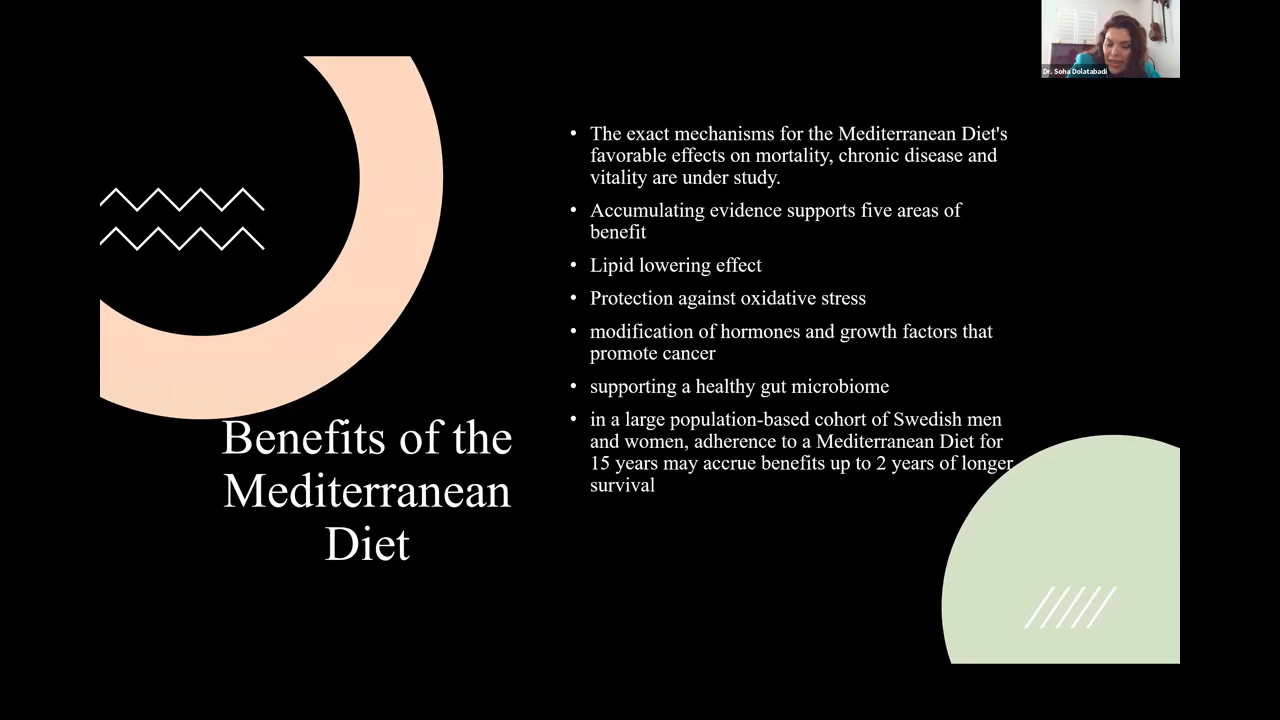 Dr. Soha Dolatabadi
• The exact mechanisms for the Mediterranean Diet's
favorable effects on mortality, chronic disease and
vitality are under study.
• Accumulating evidence supports five areas of
benefit
• Lipid lowering effect
• Protection against oxidative stress
• modification of hormones and growth factors that
promote cancer
• supporting a healthy gut microbiome
• in a large population-based cohort of Swedish men
and women, adherence to a Mediterranean Diet for
15 years may accrue benefits up to 2 years of longer
survival
Benefits of the
Mediterranean
Diet